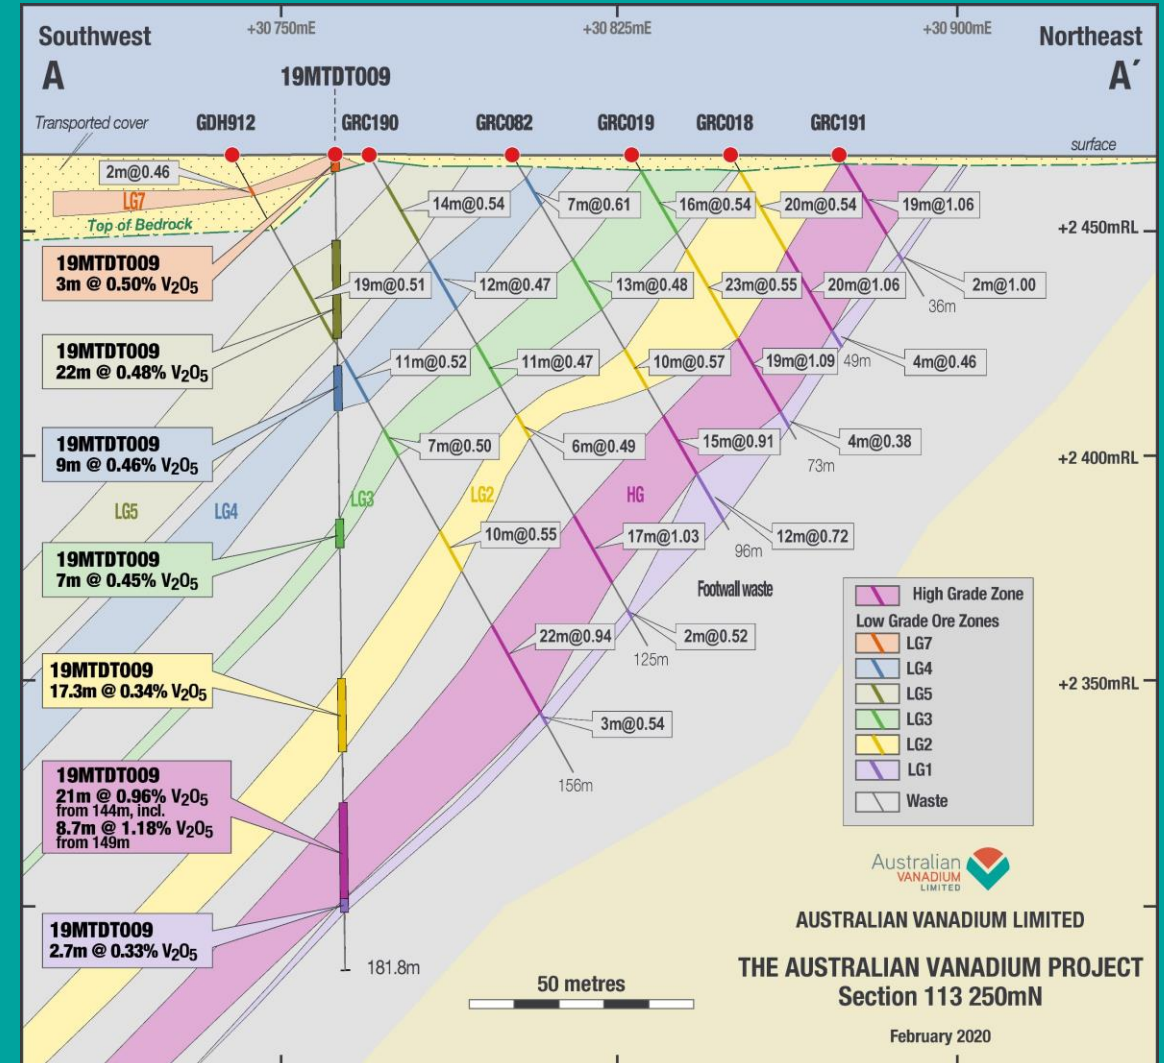 Southwest
A
+30 750mE
+30 825mE
+30 900mE
Northeast
A´
19MTDT009
Transported cover
GDH912
GRC190
GRC082
GRC019
GRC018
GRC191
surface
2m@0.46
LG7
Top of Bedrock
14m@0.54
7m@0.61
16m@0.54
20m@0.54
19m@1.06
+2 450mRL
19MTDT009
3m @ 0.50% V₂O₅
19m@0.51
12m@0.47
13m@0.48
23m@0.55
20m@1.06
2m@1.00
36m
19MTDT009
22m @ 0.48% V₂O₅
11m@0.52
11m@0.47
10m@0.57
19m@1.09
49m
4m@0.46
19MTDT009
9m @ 0.46% V₂O₅
7m@0.50
6m@0.49
15m@0.91
4m@0.38
73m
+2 400mRL
LG5
LG4
LG3
LG2
HG
10m@0.55
17m@1.03
96m
12m@0.72
19MTDT009
7m @ 0.45% V₂O₅
Footwall waste
22m@0.94
125m
2m@0.52
19MTDT009
17.3m @ 0.34% V₂O₅
+2 350mRL
3m@0.54
156m
High Grade Zone
Low Grade Ore Zones
LG7
LG4
LG5
LG3
LG2
LG1
Waste
19MTDT009
21m @ 0.96% V₂O₅
from 144m, incl.
8.7m @ 1.18% V₂O₅
from 149m
19MTDT009
2.7m @ 0.33% V₂O₅
181.8m
50 metres
Australian
VANADIUM
LIMITED
AUSTRALIAN VANADIUM LIMITED
THE AUSTRALIAN VANADIUM PROJECT
Section 113 250mN
February 2020